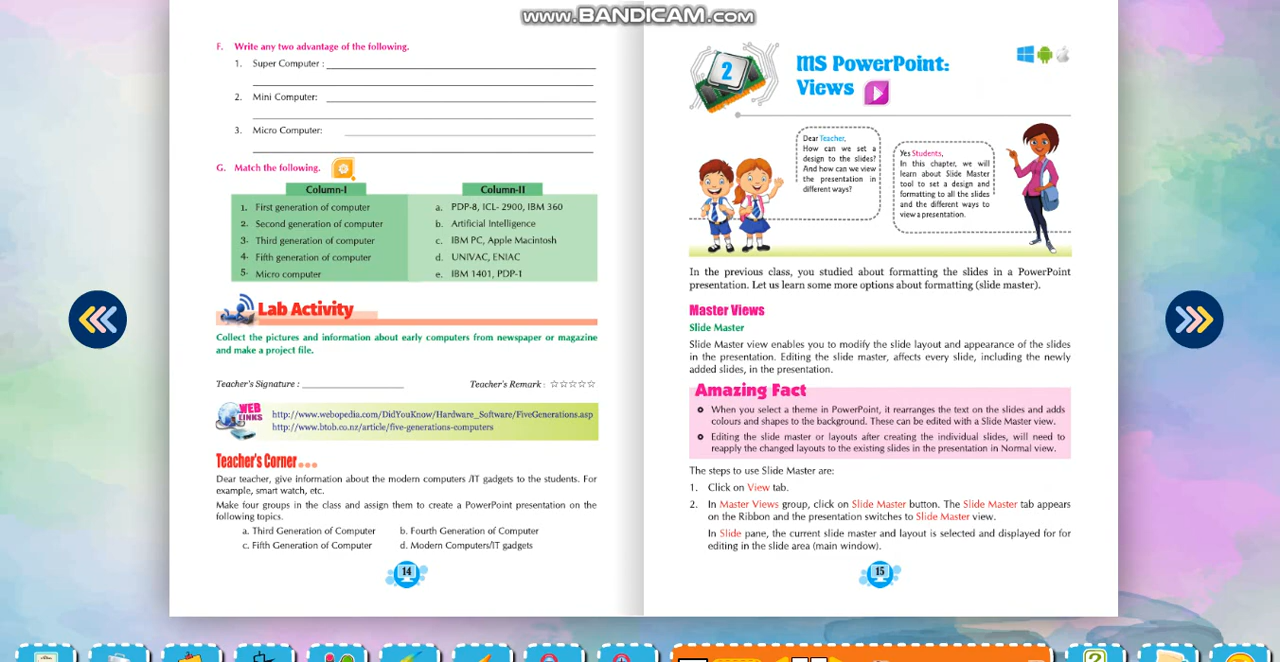 www.BANDICAM.com
F. Write any two advantage of the following.
1. Super Computer :
2. Mini Computer:
3. Micro Computer:
G. Match the following.
Column-I Column-II
1. First generation of computer a. PDP-8, ICL- 2900, IBM 360
2. Second generation of computer b. Artificial Intelligence
3. Third generation of computer c. IBM PC, Apple Macintosh
4. Fifth generation of computer d. UNIVAC, ENIAC
5. Micro computer e. IBM 1401, PDP-1
Lab Activity
Collect the pictures and information about early computers from newspaper or magazine
and make a project file.
Teacher's Signature : Teacher's Remark : ☆☆☆☆☆
WEB
LINKS
http://www.webopedia.com/DidYouKnow/Hardware_Software/FiveGenerations.asp
http://www.btob.co.nz/article/five-generations-computers
Teacher's Corner
Dear teacher, give information about the modern computers /IT gadgets to the students. For
example, smart watch, etc.
Make four groups in the class and assign them to create a PowerPoint presentation on the
following topics.
a. Third Generation of Computer b. Fourth Generation of Computer
c. Fifth Generation of Computer d. Modern Computers/IT gadgets
14
2
MS PowerPoint:
Views
Dear Teacher,
How can we set a
design to the slides?
And how can we view
the presentation in
different ways?
Yes Students,
In this chapter, we will
learn about Slide Master
tool to set a design and
formatting to all the slides
and the different ways to
view a presentation.
In the previous class, you studied about formatting the slides in a PowerPoint
presentation. Let us learn some more options about formatting (slide master).
Master Views
Slide Master
Slide Master view enables you to modify the slide layout and appearance of the slides
in the presentation. Editing the slide master, affects every slide, including the newly
added slides, in the presentation.
Amazing Fact
When you select a theme in PowerPoint, it rearranges the text on the slides and adds
colours and shapes to the background. These can be edited with a Slide Master view.
Editing the slide master or layouts after creating the individual slides, will need to
reapply the changed layouts to the existing slides in the presentation in Normal view.
The steps to use Slide Master are:
1. Click on View tab.
2. In Master Views group, click on Slide Master button. The Slide Master tab appears
on the Ribbon and the presentation switches to Slide Master view.
In Slide pane, the current slide master and layout is selected and displayed for for
editing in the slide area (main window).
15